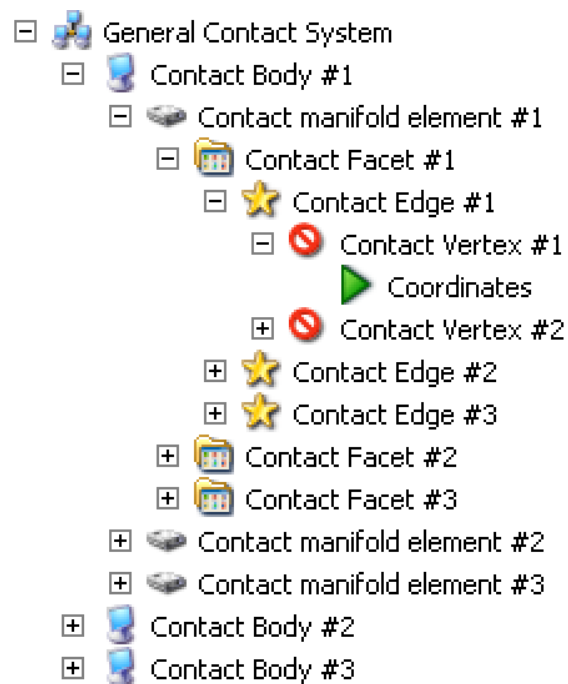 General Contact System
Contact Body #1
Contact manifold element #1
Contact Facet #1
Contact Edge #1
Contact Vertex #1
Coordinates
Contact Vertex #2
Contact Edge #2
Contact Edge #3
Contact Facet #2
Contact Facet #3
Contact manifold element #2
Contact manifold element #3
Contact Body #2
Contact Body #3